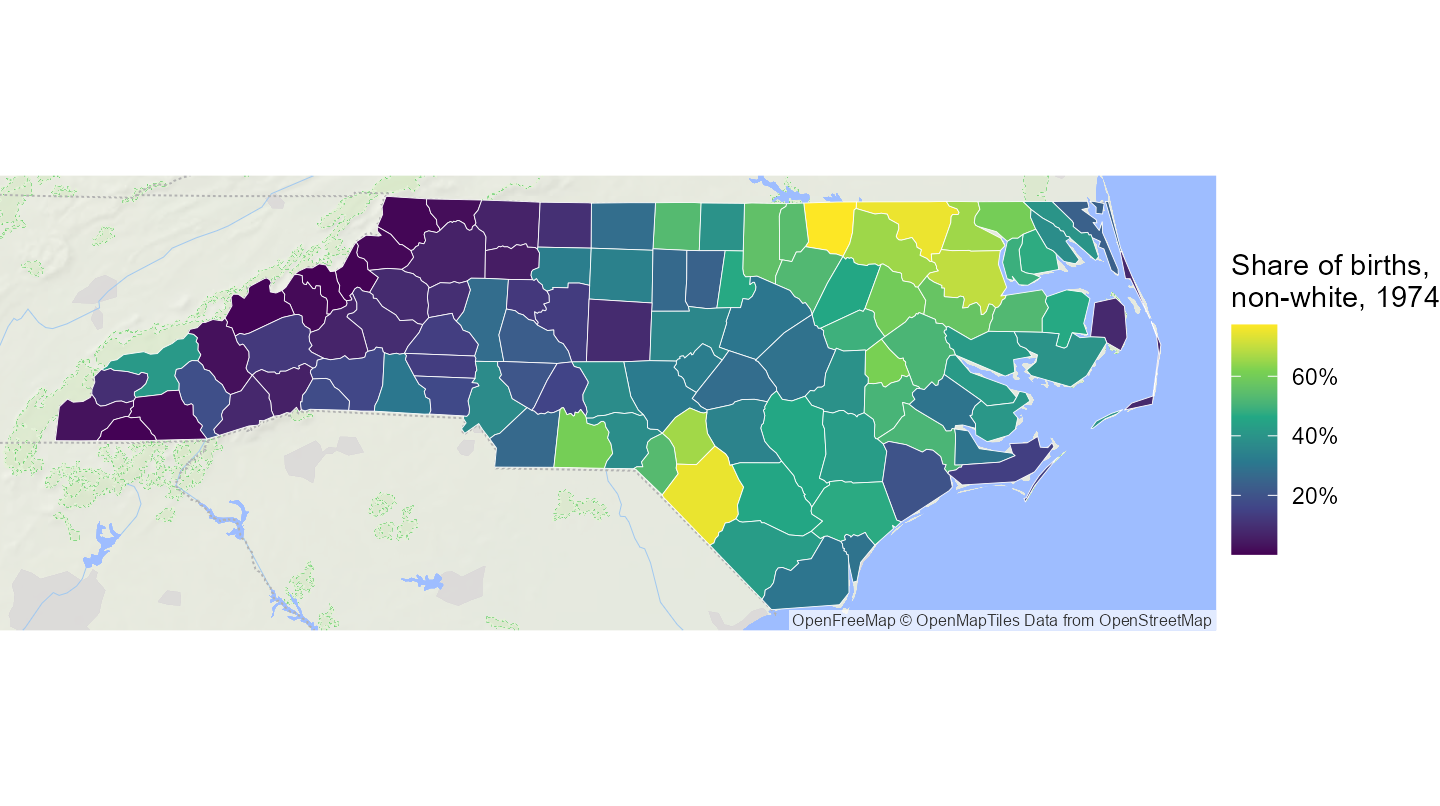 Share of births,
non-white, 1974
60%
40%
20%
OpenFreeMap © OpenMapTiles Data from OpenStreetMap